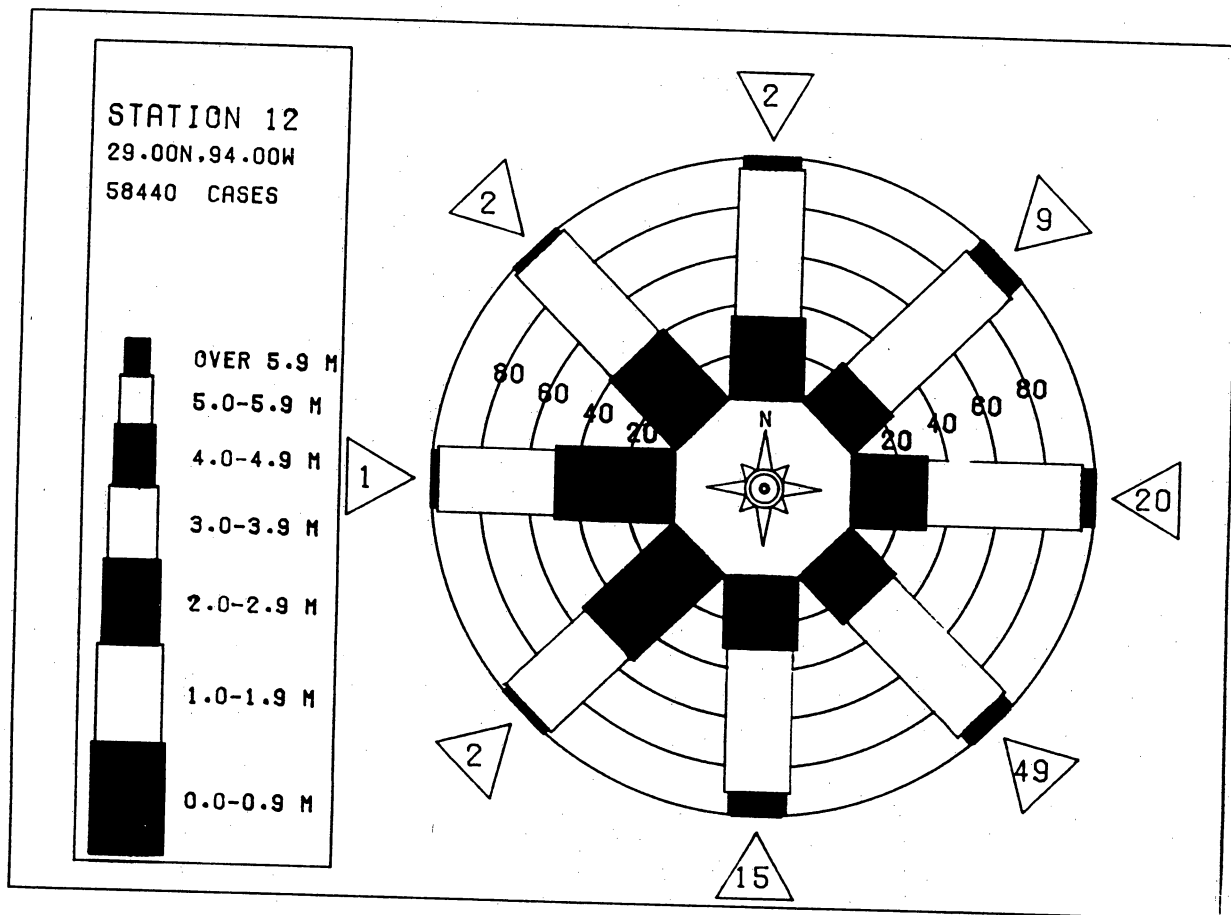 STATION 12
29.00N,94.00W
58440 CASES
OVER 5.9 M
5.0-5.9 M
4.0-4.9 M
3.0-3.9 M
2.0-2.9 M
1.0-1.9 M
0.0-0.9 M
2
2
9
80
60
40
20
N
20
40
60
80
1
20
2
49
15